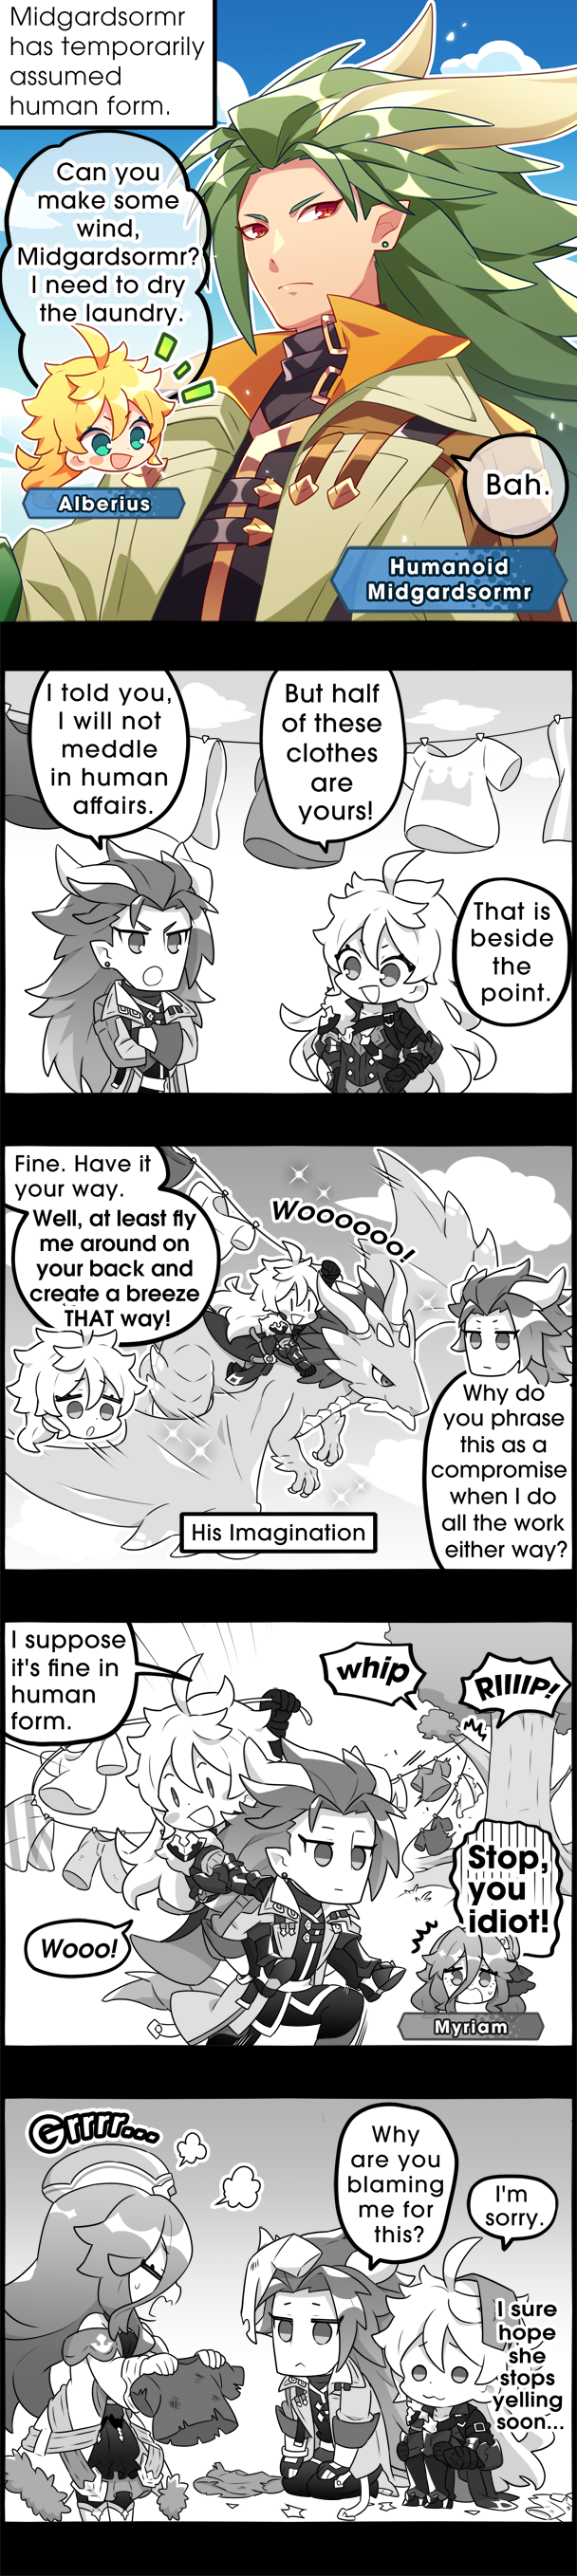 Midgardsormr
has temporarily
assumed
human form.
Can you
make some
wind,
Midgardsormr?
I need to dry
the laundry.
Alberius
Bah.
Humanoid
Midgardsormr
I told you,
I will not
meddle
in human
affairs.
But half
of these
clothes
are
yours!
That is
beside
the
point.
Fine. Have it
your way.
Well, at least fly
me around on
your back and
create a breeze
THAT way!
Woooooo!
His Imagination
Why do
you phrase
this as a
compromise
when I do
all the work
either way?
I suppose
it's fine in
human
form.
whip
RIIIIP!
Wooo!
Stop,
you
idiot!
Myriam
Grrrr...
Why
are you
blaming
me for
this?
I'm
sorry.
I sure
hope
she
stops
yelling
soon...